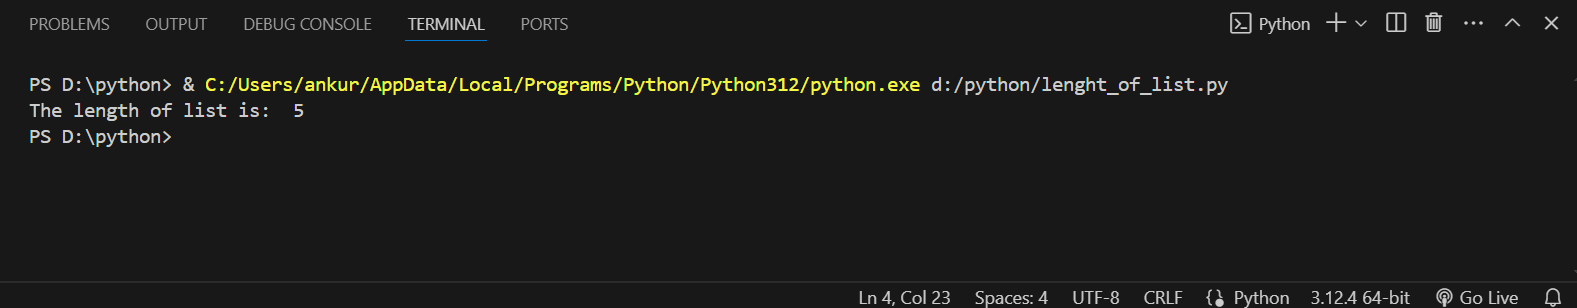 PROBLEMS OUTPUT DEBUG CONSOLE TERMINAL PORTS Python
PS D:\python> & C:/Users/ankur/AppData/Local/Programs/Python/Python312/python.exe d:/python/lenght_of_list.py
The length of list is:  5
PS D:\python>
Ln 4, Col 23 Spaces: 4 UTF-8 CRLF Python 3.12.4 64-bit Go Live